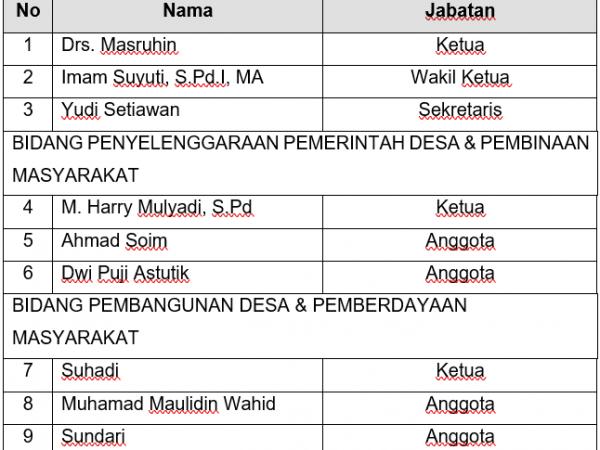 No Nama Jabatan
1 Drs. Masruhin Ketua
2 Imam Suyuti, S.Pd.I, MA Wakil Ketua
3 Yudi Setiawan Sekretaris
BIDANG PENYELENGGARAAN PEMERINTAH DESA & PEMBINAAN
MASYARAKAT
4 M. Harry Mulyadi, S.Pd Ketua
5 Ahmad Soim Anggota
6 Dwi Puji Astutik Anggota
BIDANG PEMBANGUNAN DESA & PEMBERDAYAAN
MASYARAKAT
7 Suhadi Ketua
8 Muhamad Maulidin Wahid Anggota
9 Sundari Anggota